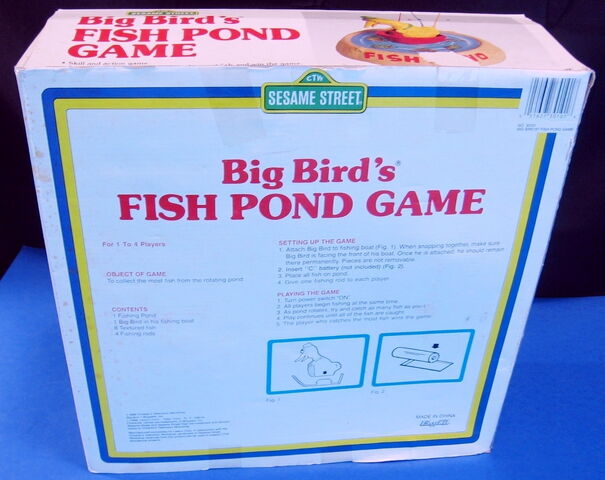 SESAME STREET
Big Bird's
FISH POND
GAME
• Skill and action game
FISH
CTW
SESAME STREET
Big Bird's®
FISH POND GAME
For 1 To 4 Players
OBJECT OF GAME
To collect the most fish from the rotating pond
CONTENTS
1 Fishing Pond
1 Big Bird in his fishing boat
8 Textured fish
4 Fishing rods
SETTING UP THE GAME
1. Attach Big Bird to fishing boat (Fig. 1). When snapping together, make sure
Big Bird is facing the front of his boat. Once he is attached, he should remain
there permanently. Pieces are not removable.
2. Insert "C" battery (not included) (Fig. 2).
3. Place all fish on pond.
4. Give one fishing rod to each player.
PLAYING THE GAME
1. Turn power switch "ON".
2. All players begin fishing at the same time.
3. As pond rotates, try and catch as many fish as you can.
4. Play continues until all of the fish are caught.
5. The player who catches the most fish wins the game.
Fig. 1
Fig. 2
MADE IN CHINA